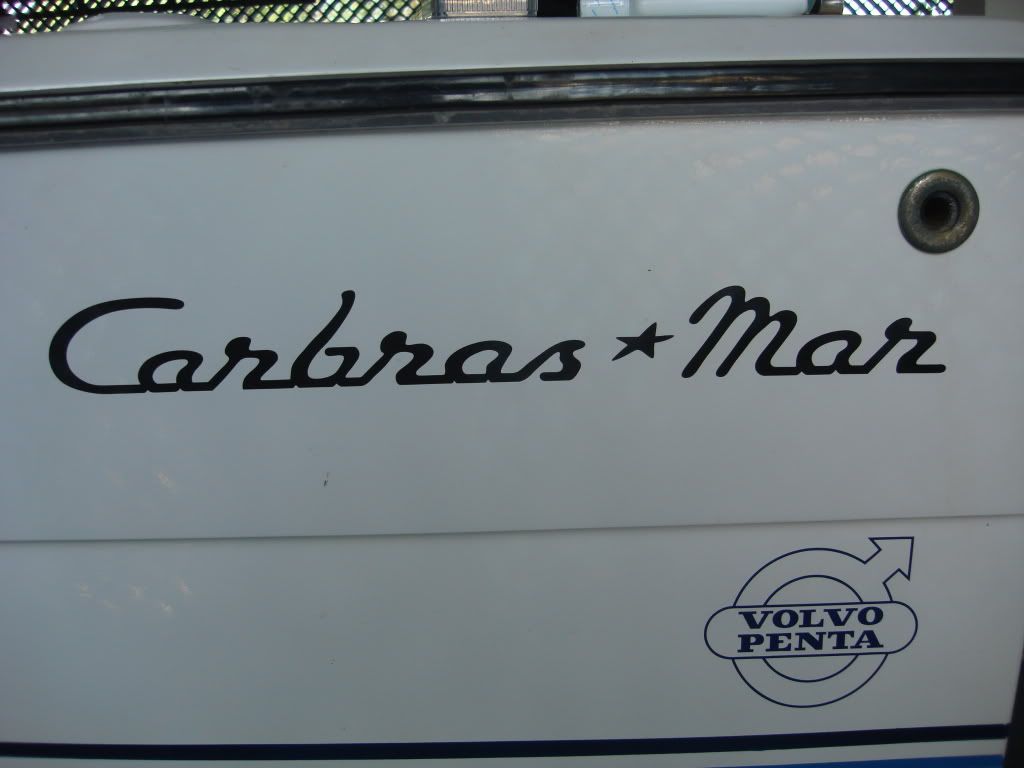 Carbras ★ Mar
VOLVO
PENTA